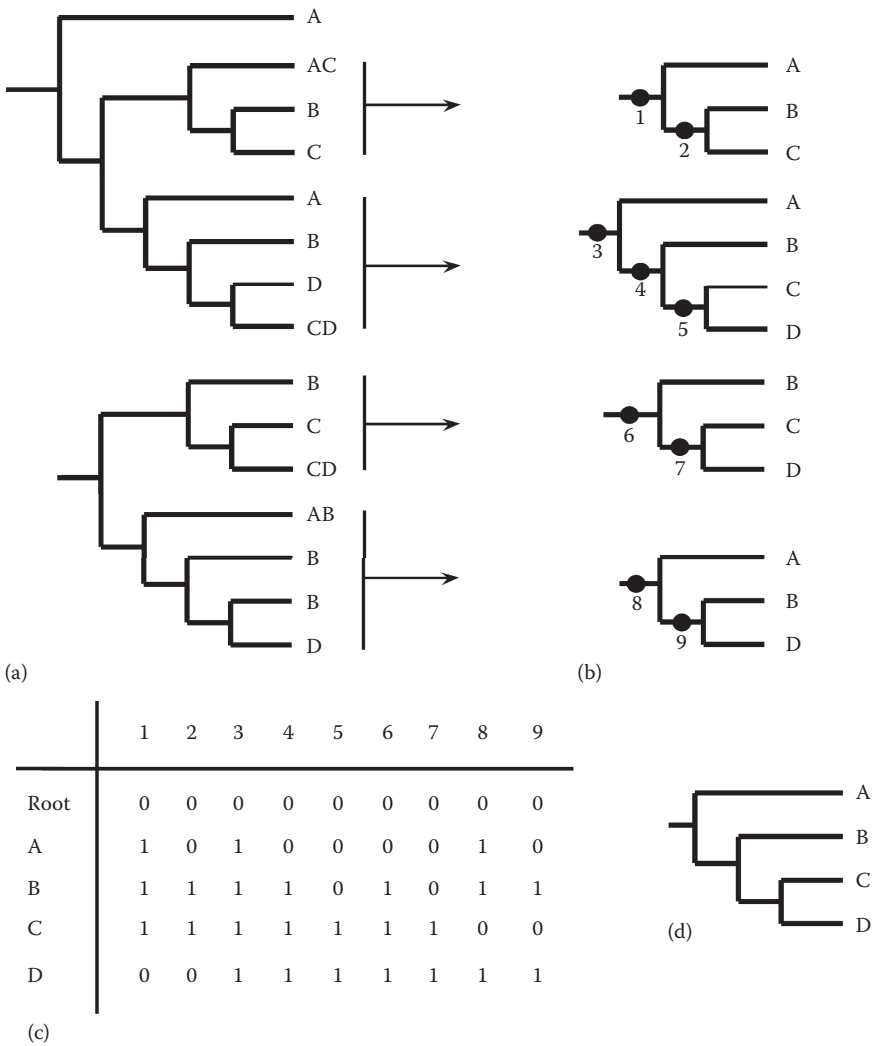 A
AC
B
C
A
B
D
CD
B
C
CD
AB
B
B
D
(a)
A
B
C
1
2
A
B
C
D
3
4
5
B
C
D
6
7
A
B
D
8
9
(b)
1 2 3 4 5 6 7 8 9
Root 0 0 0 0 0 0 0 0 0
A 1 0 1 0 0 0 0 1 0
B 1 1 1 1 0 1 0 1 1
C 1 1 1 1 1 1 1 0 0
D 0 0 1 1 1 1 1 1 1
(c)
A
B
C
D
(d)